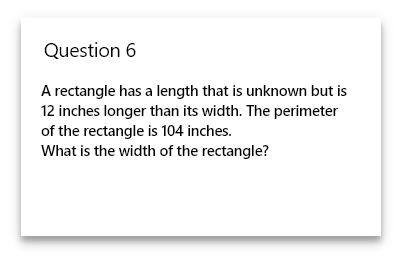 Question 6
A rectangle has a length that is unknown but is
12 inches longer than its width. The perimeter
of the rectangle is 104 inches.
What is the width of the rectangle?